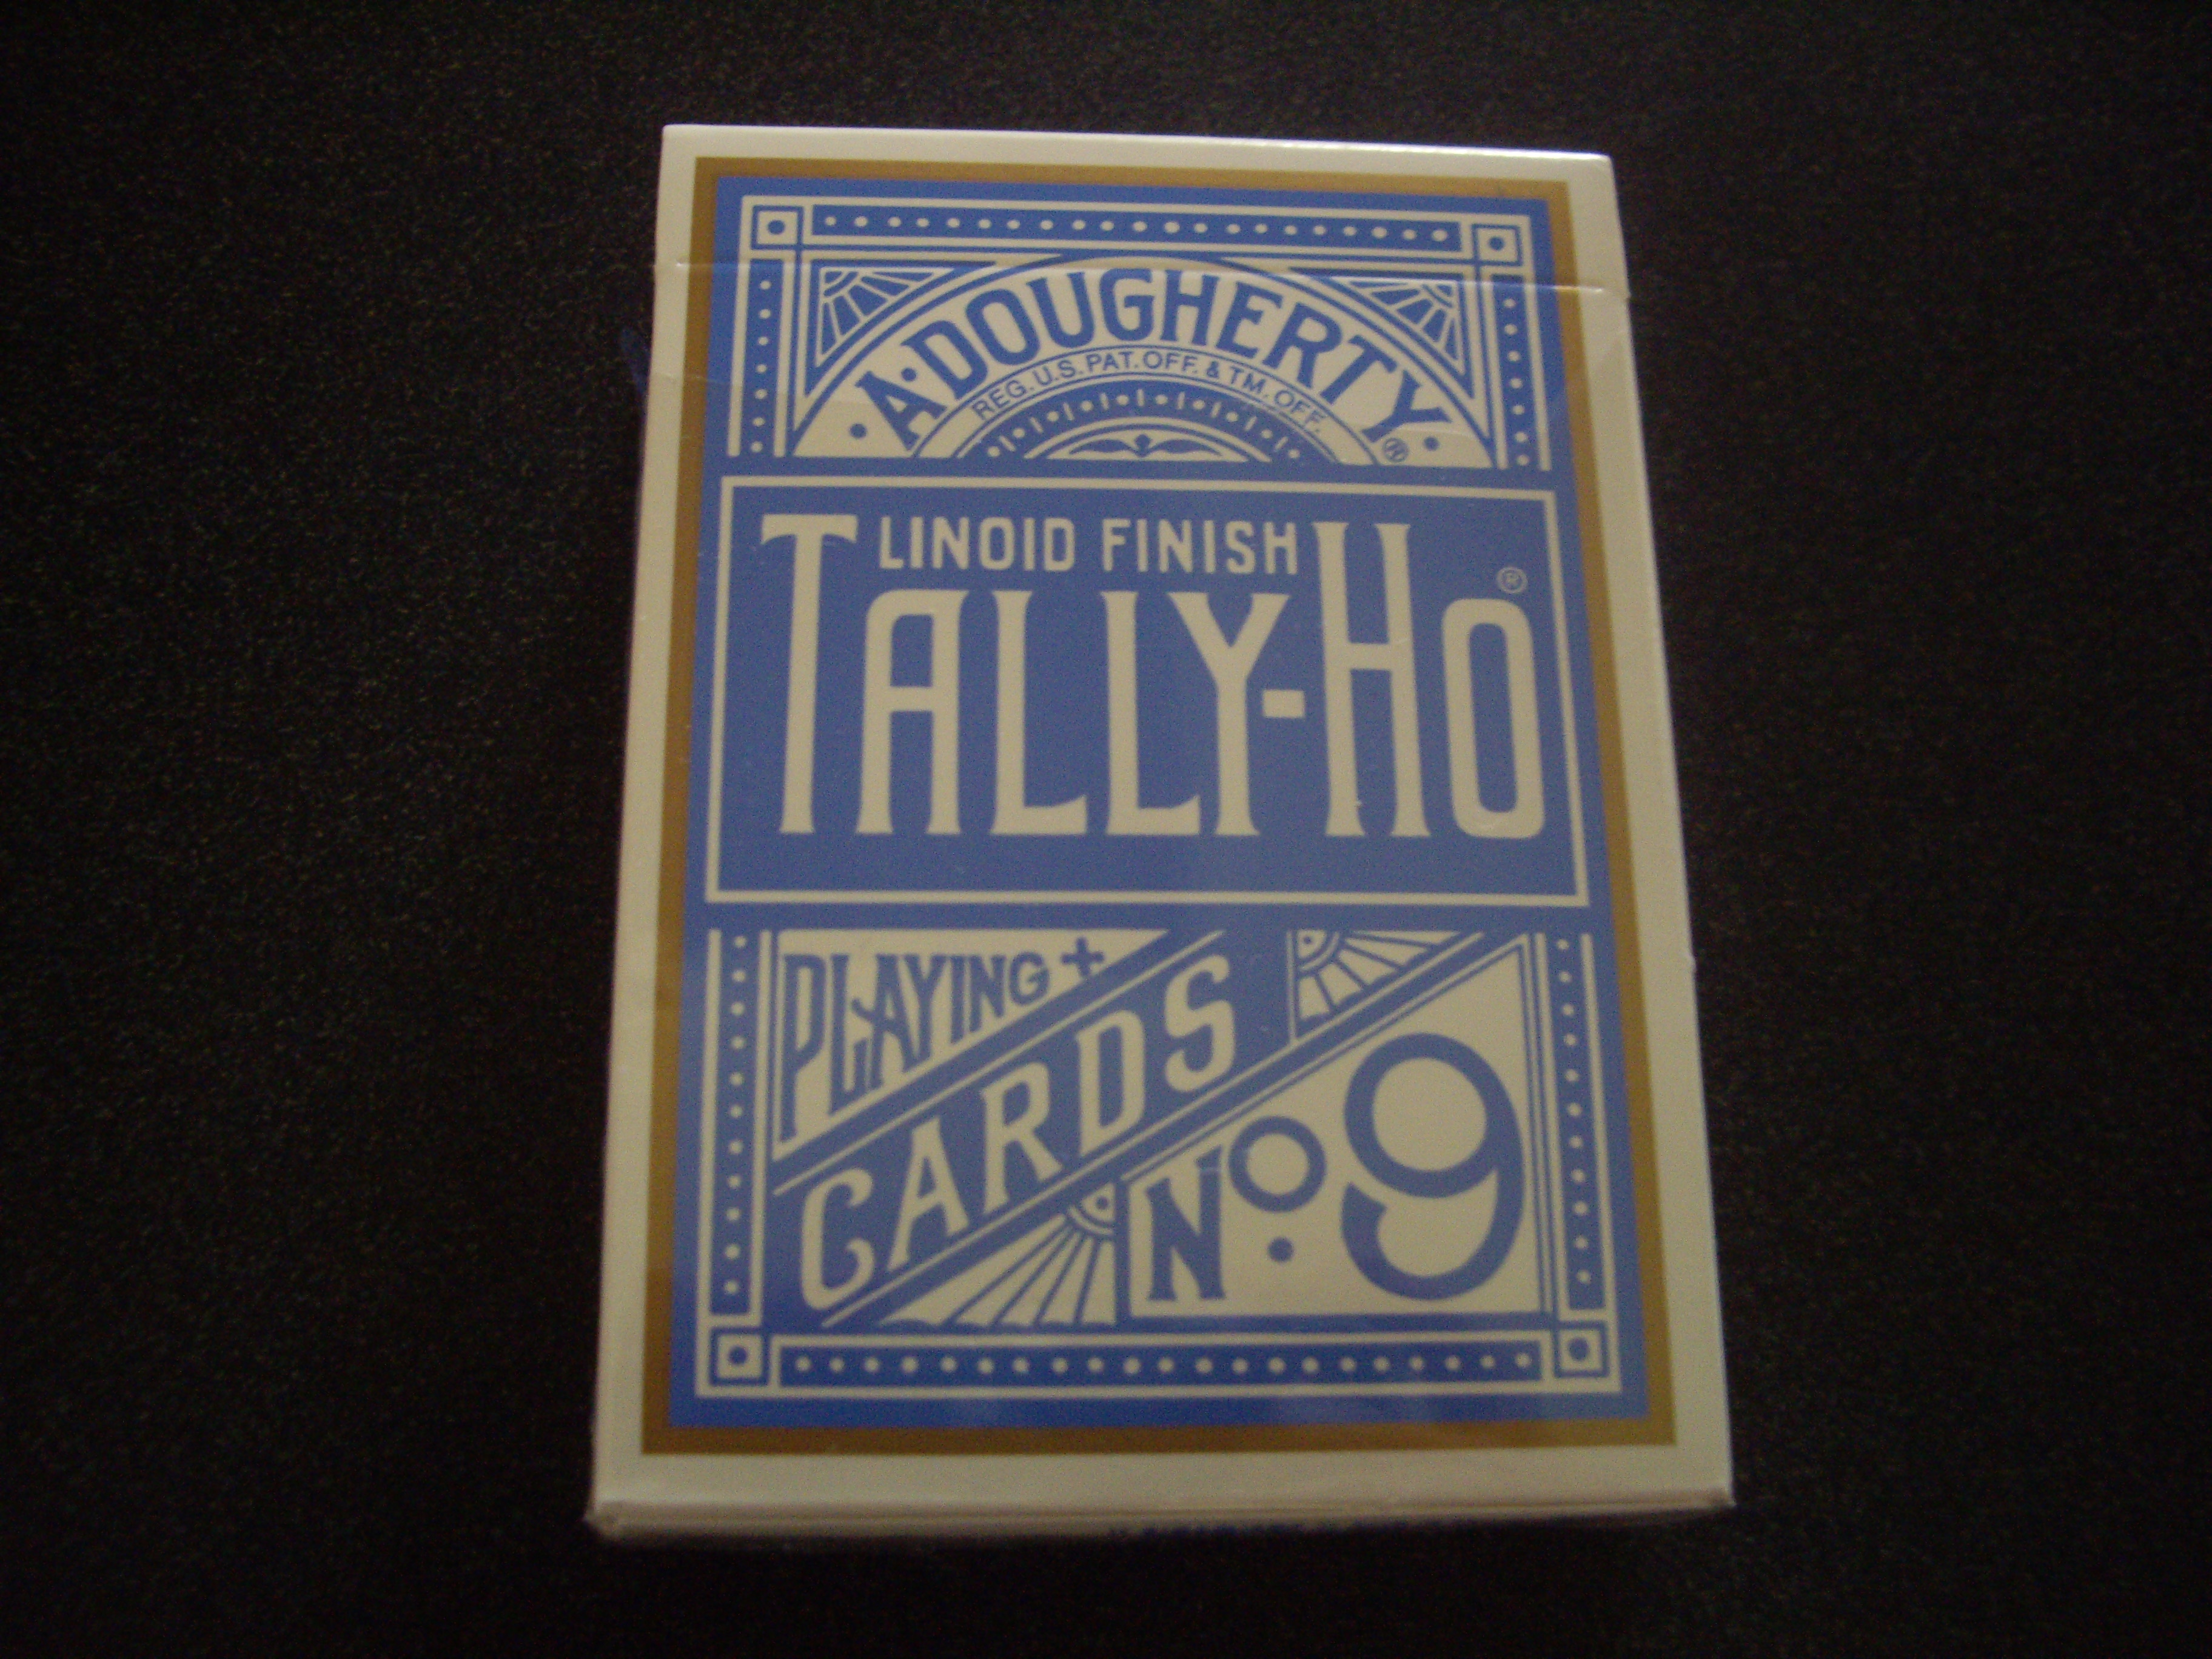 A. DOUGHERTY ®
REG. U.S. PAT. OFF. & TM. OFF.
LINOID FINISH
TALLY-HO ®
PLAYING
CARDS
No. 9